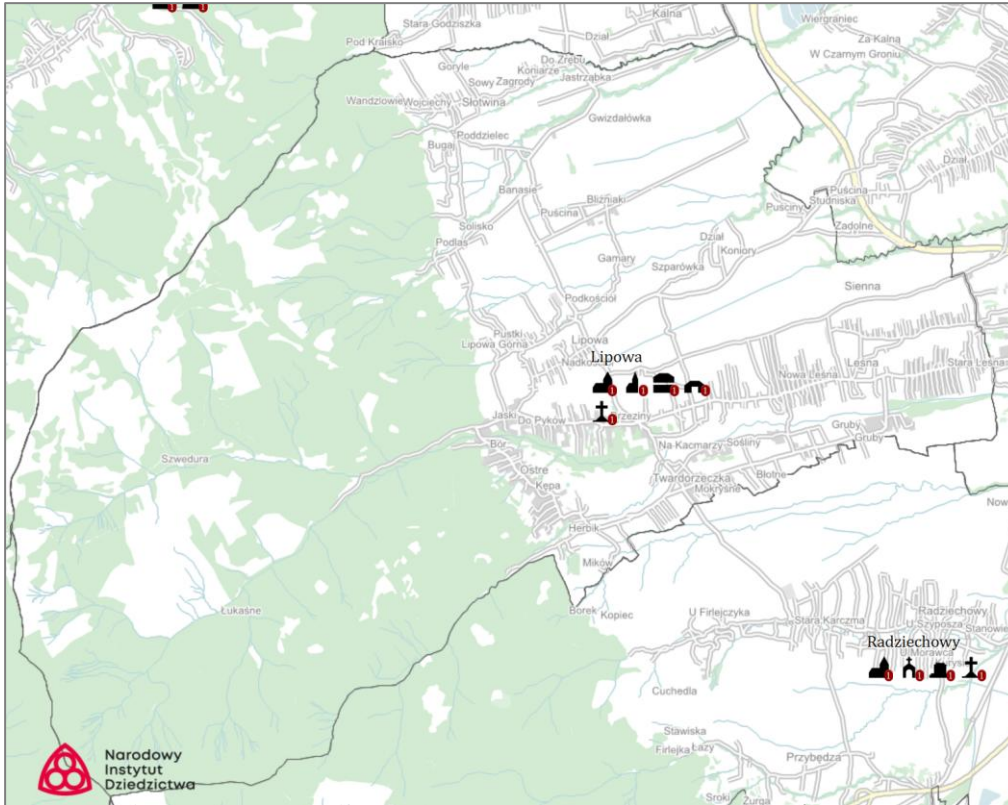 Stara Godziszka
Kalna
Wiergraniec
Dział
Za Kalną
Pod Kraisko
W Czarnym Groniu
Do Zrębu
Goryle
Koniarze
Jastrząbka
Sowy
Zagrody
Wandziowie
Wojciechy
Słotwina
Gwizdałówka
Poddzielec
Bugaj
Dział
Banasie
Bliźniaki
Puścina
Puściny
Studniska
Puścina
Solisko
Zadolne
Podlas
Dział
Koniory
Gamary
Szparówka
Sienna
Podkościół
Pustki
Lipowa Górna
Lipowa
Lipowa
Leśna
Stara Leśna
Nowa Leśna
Jaski
Do Pyków
Bór
Na Kacmarzy
Sośliny
Gruby
Gruby
Szwedura
Ostre
Kępa
Twardorzeczka
Błotne
Mokryśne
Herbik
Mików
Łukaśne
Borek
Kopiec
U Firlejczyka
Stara Karczma
Radziechowy
U Szyposza
Radziechowy
U Morawca
Cuchedla
Stawiska
Firlejka
Łazy
Przybędza
Sroki
Żurga
Narodowy
Instytut
Dziedzictwa